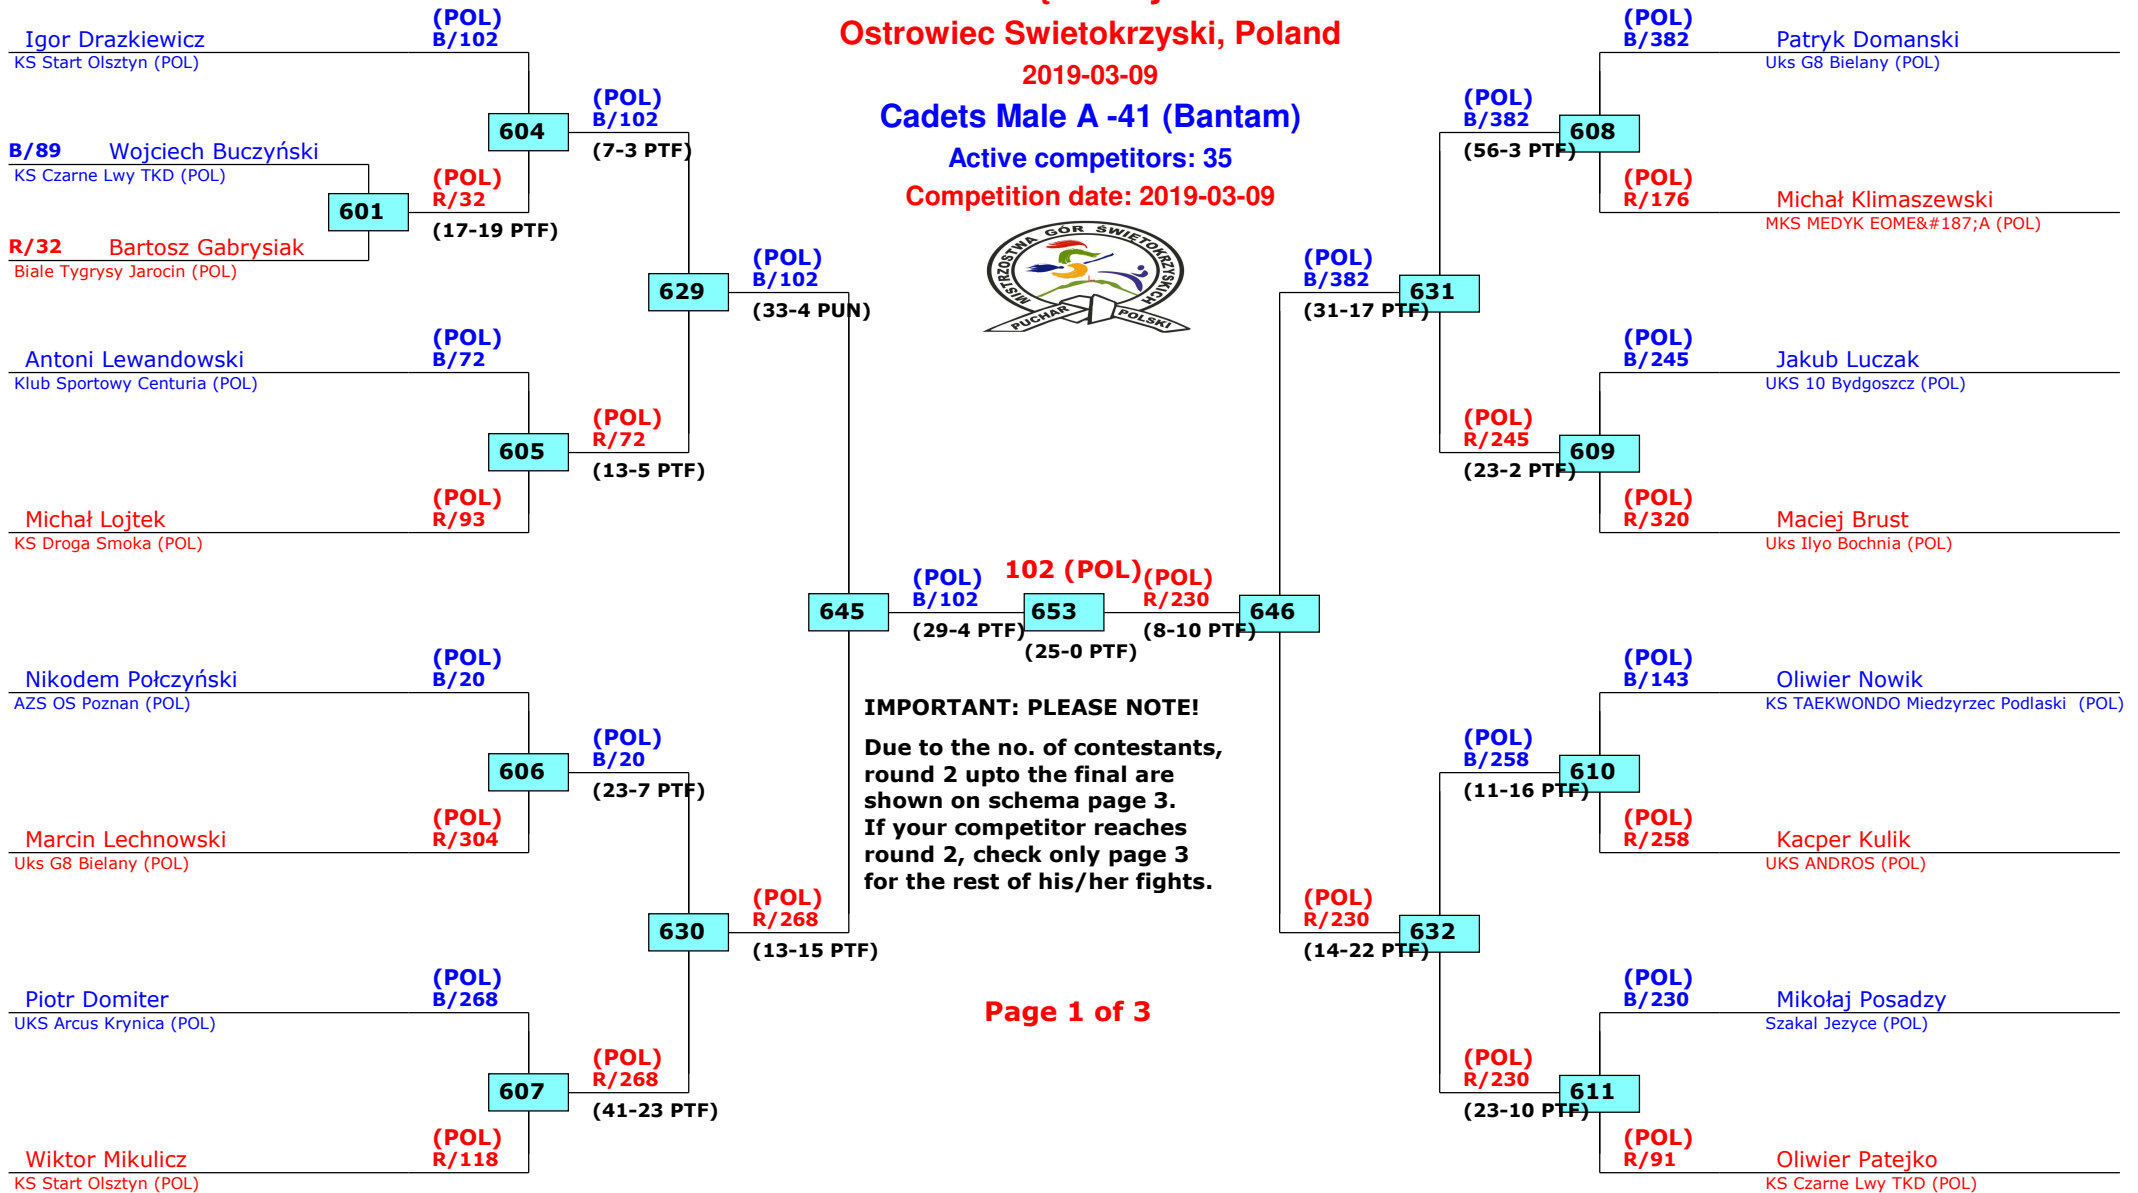 Ostrowiec Swietokrzyski, Poland
2019-03-09
Cadets Male A -41 (Bantam)
Active competitors: 35
Competition date: 2019-03-09
MISTRZOSTWA GÓR ŚWIĘTOKRZYSKICH
PUCHAR POLSKI
(POL)
Igor Drazkiewicz B/102
KS Start Olsztyn (POL)
(POL)
604 B/102
(7-3 PTF)
B/89 Wojciech Buczyński
KS Czarne Lwy TKD (POL)
(POL)
601 R/32
(17-19 PTF)
R/32 Bartosz Gabrysiak
Biale Tygrysy Jarocin (POL)
(POL)
629 B/102
(33-4 PUN)
(POL)
Antoni Lewandowski B/72
Klub Sportowy Centuria (POL)
(POL)
605 R/72
(13-5 PTF)
(POL)
Michał Lojtek R/93
KS Droga Smoka (POL)
(POL)
645 B/102
(29-4 PTF)
102 (POL)
653
(25-0 PTF)
(POL)
R/230 646
(8-10 PTF)
(POL)
Nikodem Połczyński B/20
AZS OS Poznan (POL)
(POL)
606 B/20
(23-7 PTF)
(POL)
Marcin Lechnowski R/304
Uks G8 Bielany (POL)
(POL)
630 R/268
(13-15 PTF)
(POL)
Piotr Domiter B/268
UKS Arcus Krynica (POL)
(POL)
607 R/268
(41-23 PTF)
(POL)
Wiktor Mikulicz R/118
KS Start Olsztyn (POL)
IMPORTANT: PLEASE NOTE!
Due to the no. of contestants,
round 2 upto the final are
shown on schema page 3.
If your competitor reaches
round 2, check only page 3
for the rest of his/her fights.
Page 1 of 3
(POL)
B/382 Patryk Domanski
Uks G8 Bielany (POL)
(POL)
B/382 608
(56-3 PTF)
(POL)
R/176 Michał Klimaszewski
MKS MEDYK EOME&#187;A (POL)
(POL)
B/382 631
(31-17 PTF)
(POL)
B/245 Jakub Luczak
UKS 10 Bydgoszcz (POL)
(POL)
R/245 609
(23-2 PTF)
(POL)
R/320 Maciej Brust
Uks Ilyo Bochnia (POL)
(POL)
B/143 Oliwier Nowik
KS TAEKWONDO Miedzyrzec Podlaski (POL)
(POL)
B/258 610
(11-16 PTF)
(POL)
R/258 Kacper Kulik
UKS ANDROS (POL)
(POL)
R/230 632
(14-22 PTF)
(POL)
B/230 Mikołaj Posadzy
Szakal Jezyce (POL)
(POL)
R/230 611
(23-10 PTF)
(POL)
R/91 Oliwier Patejko
KS Czarne Lwy TKD (POL)